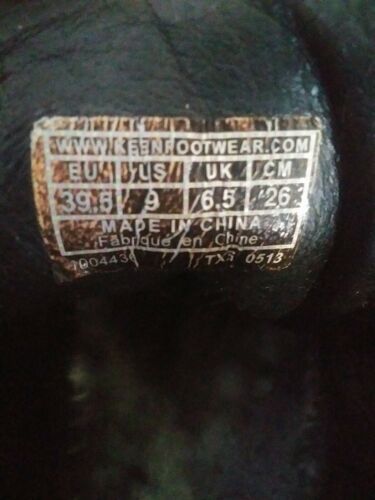 WWW.KEENFOOTWEAR.COM
EU US UK CM
39.5 9 6.5 26
MADE IN CHINA
Fabriqué en Chine
0513